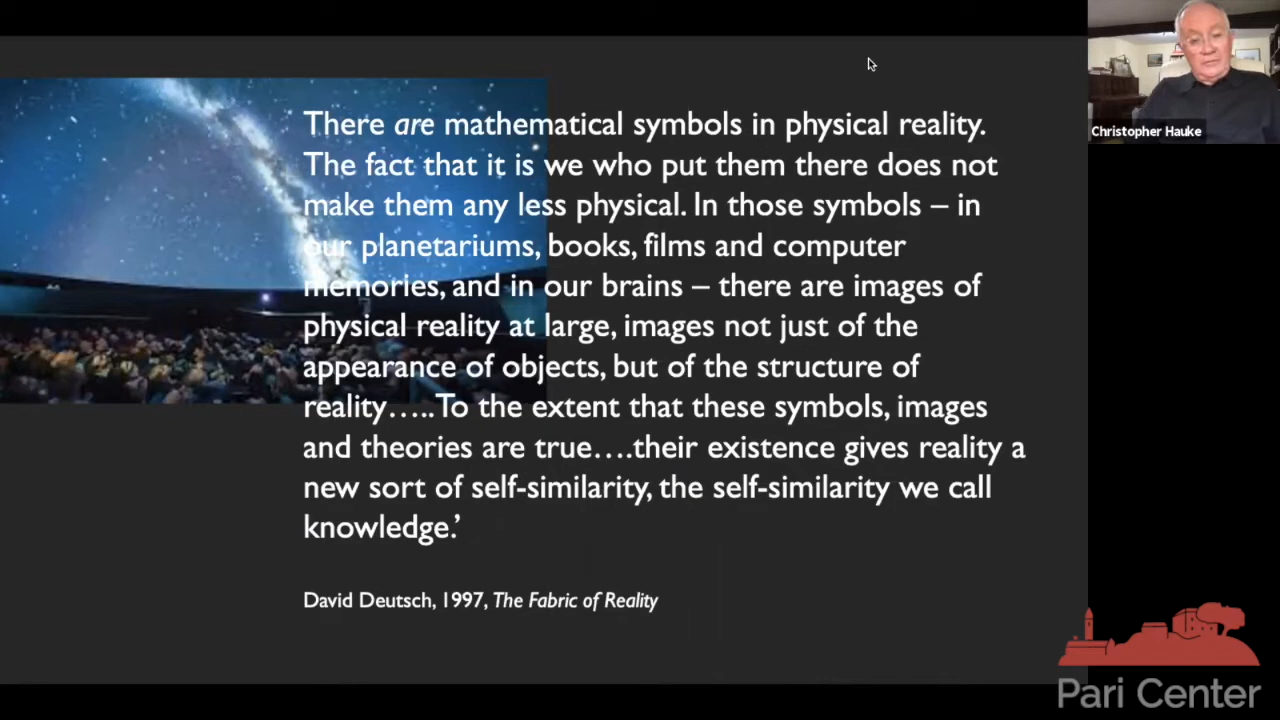 There are mathematical symbols in physical reality.
The fact that it is we who put them there does not
make them any less physical. In those symbols – in
our planetariums, books, films and computer
memories, and in our brains – there are images of
physical reality at large, images not just of the
appearance of objects, but of the structure of
reality…..To the extent that these symbols, images
and theories are true….their existence gives reality a
new sort of self-similarity, the self-similarity we call
knowledge.’
David Deutsch, 1997, The Fabric of Reality
Christopher Hauke
Pari Center